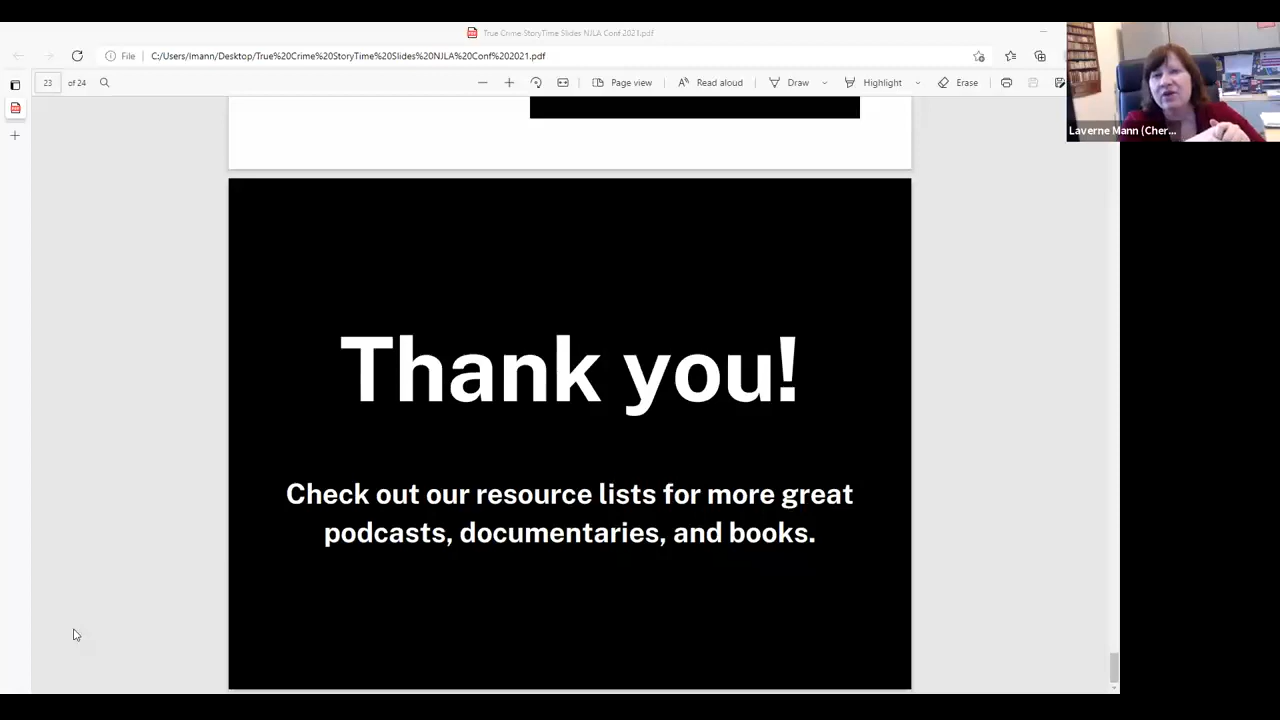 True Crime StoryTime Slides NJLA Conf 2021.pdf
File
C:/Users/lmann/Desktop/True%20Crime%20StoryTime%20Slides%20NJLA%20Conf%202021.pdf
23 of 24
Page view
Read aloud
Draw
Highlight
Erase
Laverne Mann (Cher...
Thank you!
Check out our resource lists for more great
podcasts, documentaries, and books.